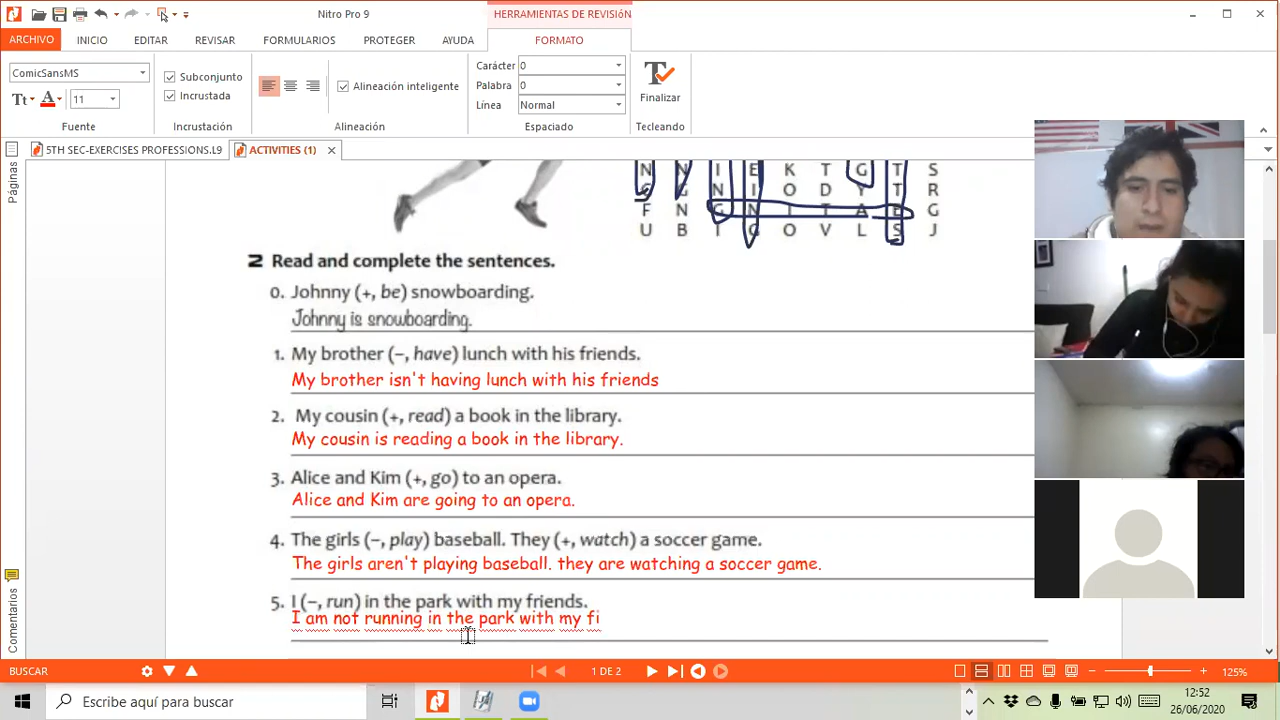 Nitro Pro 9
HERRAMIENTAS DE REVISIóN
ARCHIVO INICIO EDITAR REVISAR FORMULARIOS PROTEGER AYUDA FORMATO
ComicSansMS
Tt A 11
Fuente
Subconjunto
Incrustada
Incrustación
Alineación inteligente
Alineación
Carácter 0
Palabra 0
Línea Normal
Espaciado
Finalizar
Tecleando
5TH SEC-EXERCISES PROFESSIONS.L9
ACTIVITIES (1)
Páginas
N N I E K T G T S
G G N I O D Y T R
F N G N I T A E G
U B I G O V L S J
2 Read and complete the sentences.
0. Johnny (+, be) snowboarding.
Johnny is snowboarding.
1. My brother (–, have) lunch with his friends.
My brother isn't having lunch with his friends
2. My cousin (+, read) a book in the library.
My cousin is reading a book in the library.
3. Alice and Kim (+, go) to an opera.
Alice and Kim are going to an opera.
4. The girls (–, play) baseball. They (+, watch) a soccer game.
The girls aren't playing baseball. they are watching a soccer game.
5. I (–, run) in the park with my friends.
I am not running in the park with my fi
Comentarios
BUSCAR
1 DE 2
125%
Escribe aquí para buscar
12:52
26/06/2020